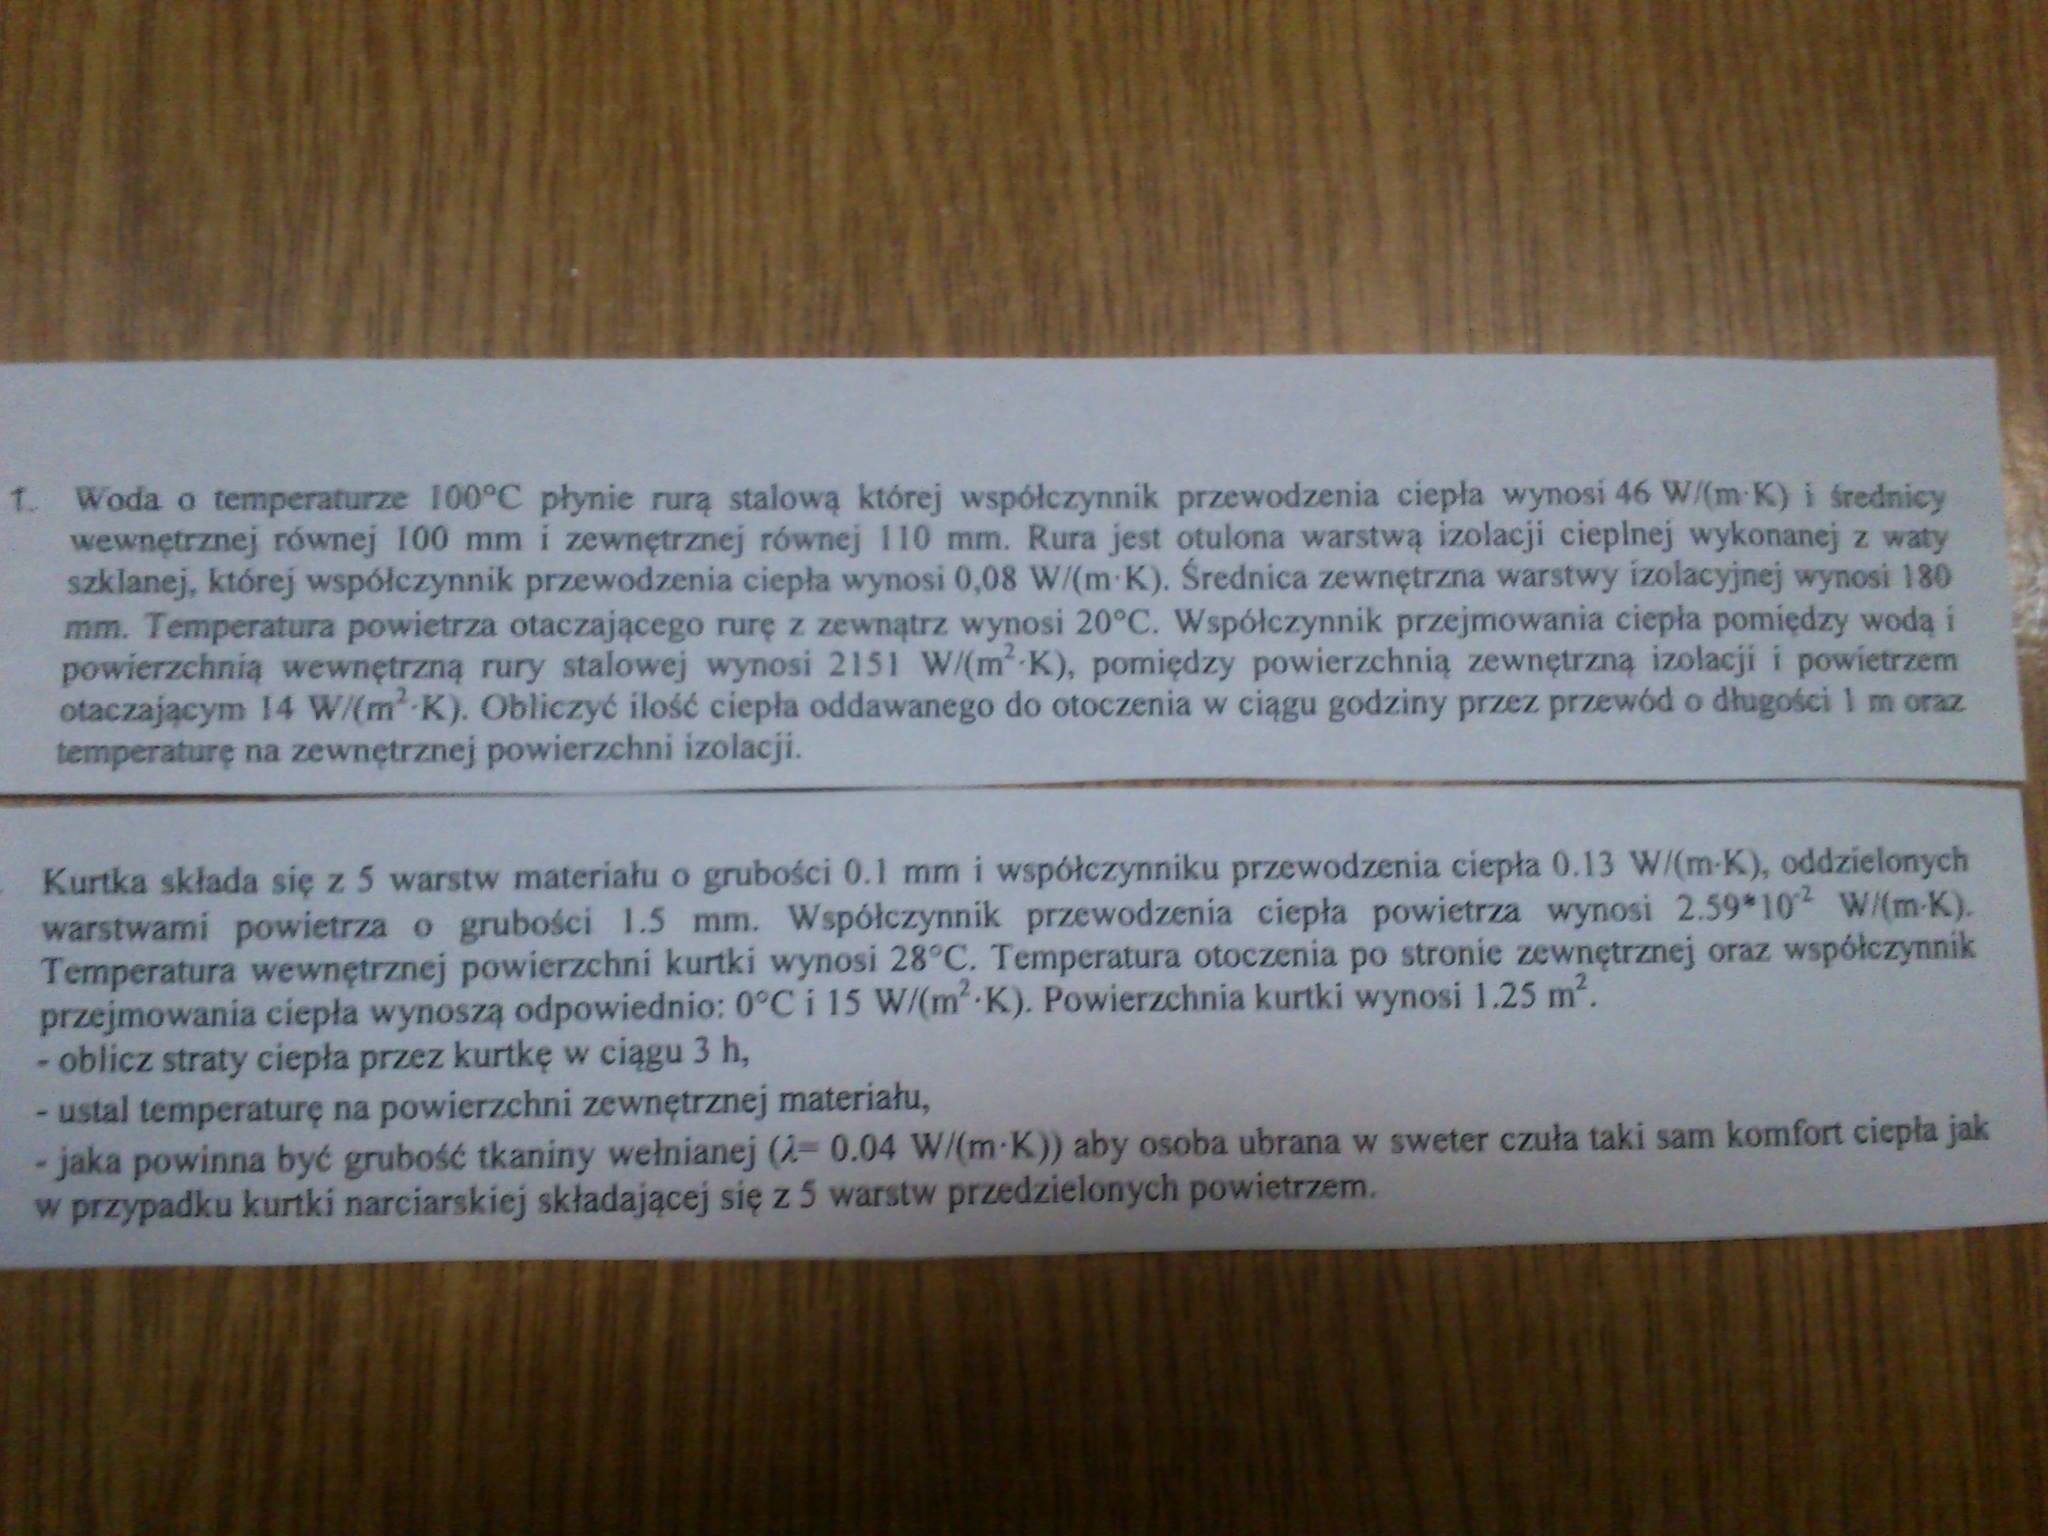 1. Woda o temperaturze 100°C płynie rurą stalową której współczynnik przewodzenia ciepła wynosi 46 W/(m·K) i średnicy
wewnętrznej równej 100 mm i zewnętrznej równej 110 mm. Rura jest otulona warstwą izolacji cieplnej wykonanej z waty
szklanej, której współczynnik przewodzenia ciepła wynosi 0,08 W/(m·K). Średnica zewnętrzna warstwy izolacyjnej wynosi 180
mm. Temperatura powietrza otaczającego rurę z zewnątrz wynosi 20°C. Współczynnik przejmowania ciepła pomiędzy wodą i
powierzchnią wewnętrzną rury stalowej wynosi 2151 W/(m²·K), pomiędzy powierzchnią zewnętrzną izolacji i powietrzem
otaczającym 14 W/(m²·K). Obliczyć ilość ciepła oddawanego do otoczenia w ciągu godziny przez przewód o długości 1 m oraz
temperaturę na zewnętrznej powierzchni izolacji.
Kurtka składa się z 5 warstw materiału o grubości 0.1 mm i współczynniku przewodzenia ciepła 0.13 W/(m·K), oddzielonych
warstwami powietrza o grubości 1.5 mm. Współczynnik przewodzenia ciepła powietrza wynosi 2.59*10⁻² W/(m·K).
Temperatura wewnętrznej powierzchni kurtki wynosi 28°C. Temperatura otoczenia po stronie zewnętrznej oraz współczynnik
przejmowania ciepła wynoszą odpowiednio: 0°C i 15 W/(m²·K). Powierzchnia kurtki wynosi 1.25 m².
- oblicz straty ciepła przez kurtkę w ciągu 3 h,
- ustal temperaturę na powierzchni zewnętrznej materiału,
- jaka powinna być grubość tkaniny wełnianej (λ= 0.04 W/(m·K)) aby osoba ubrana w sweter czuła taki sam komfort ciepła jak
w przypadku kurtki narciarskiej składającej się z 5 warstw przedzielonych powietrzem.